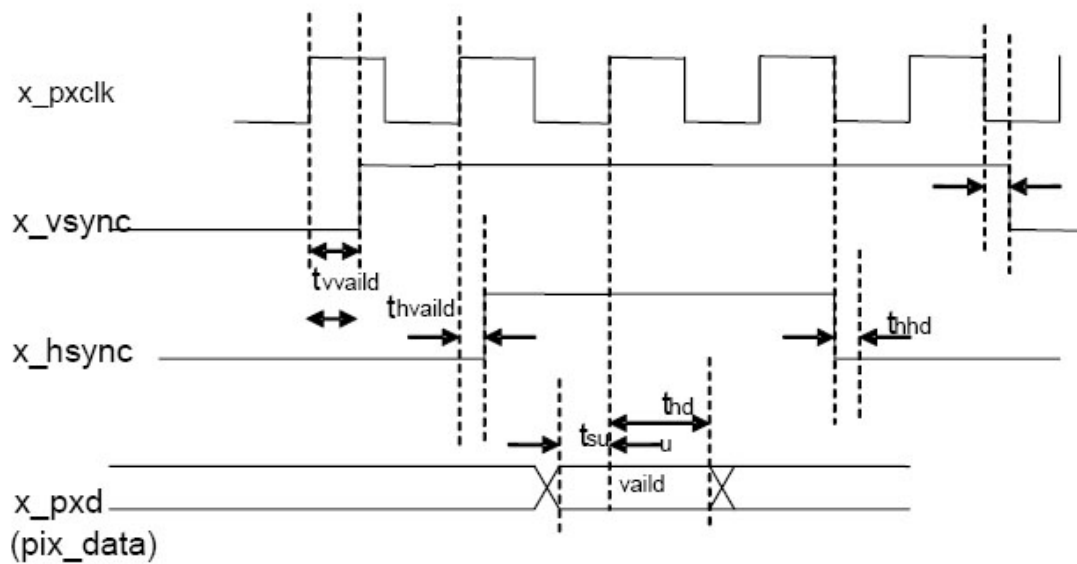 x_pxclk
x_vsync
tvvaild
thvaild
thhd
x_hsync
thd
tsu
u
vaild
x_pxd
(pix_data)